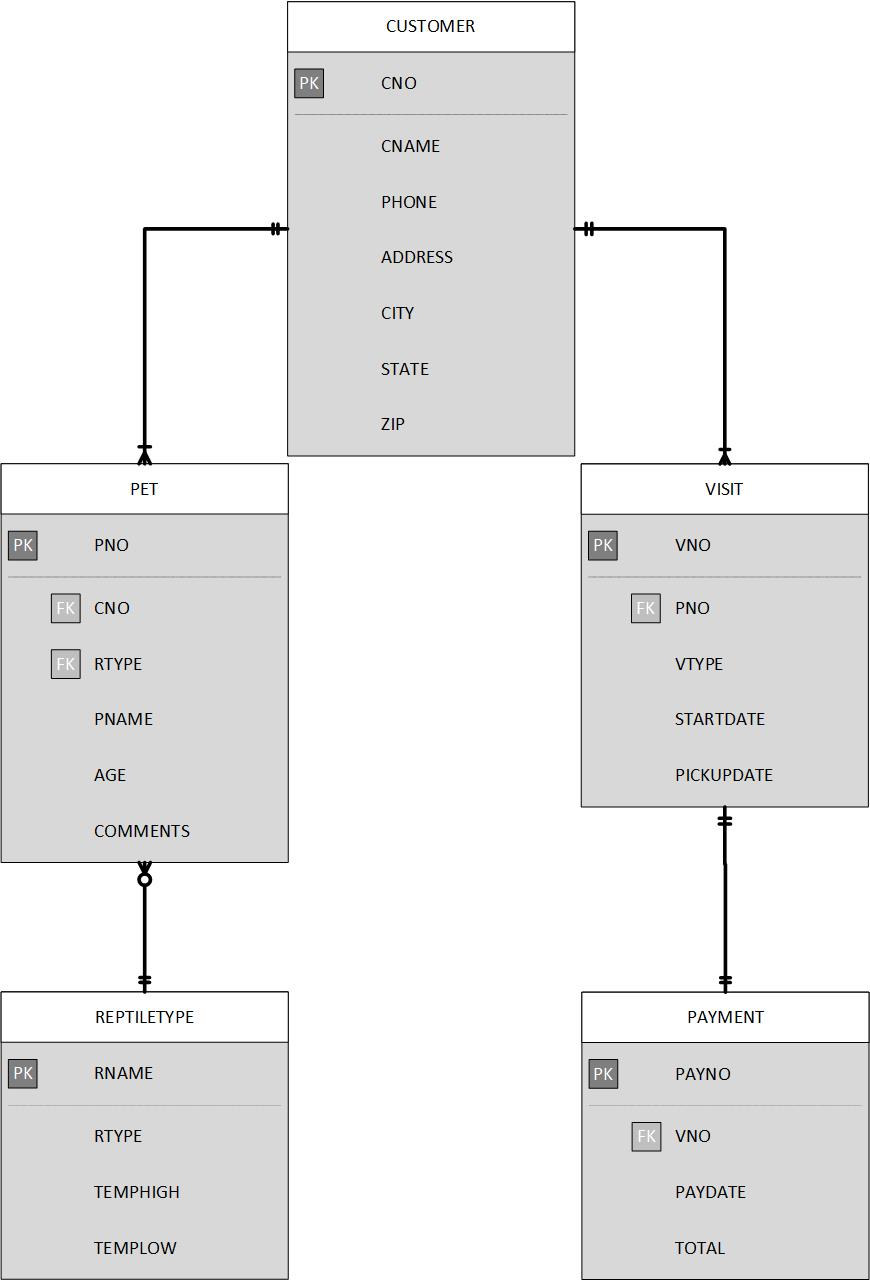 CUSTOMER
PK CNO
CNAME
PHONE
ADDRESS
CITY
STATE
ZIP
PET
PK PNO
FK CNO
FK RTYPE
PNAME
AGE
COMMENTS
VISIT
PK VNO
FK PNO
VTYPE
STARTDATE
PICKUPDATE
REPTILETYPE
PK RNAME
RTYPE
TEMPHIGH
TEMPLOW
PAYMENT
PK PAYNO
FK VNO
PAYDATE
TOTAL